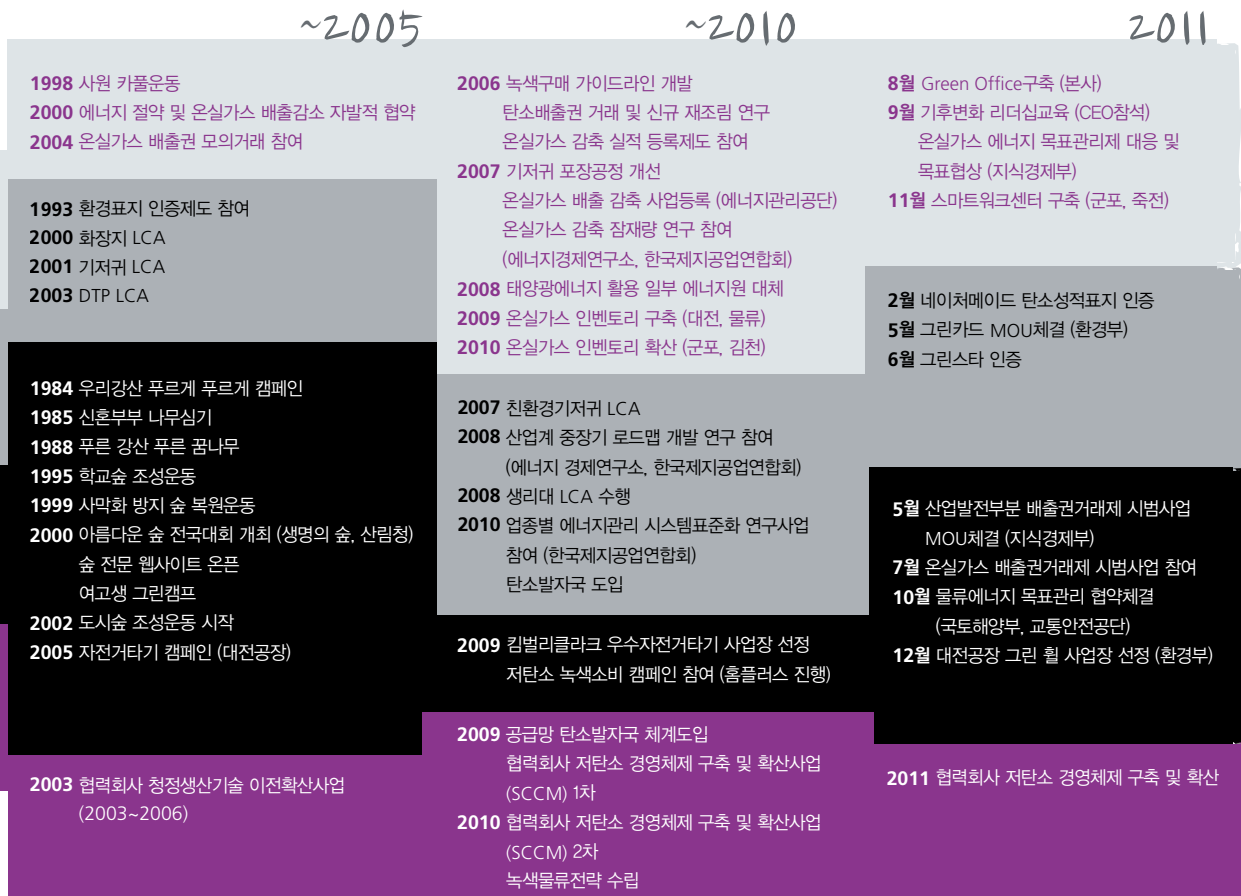 ~2005
1998 사원 카풀운동
2000 에너지 절약 및 온실가스 배출감소 자발적 협약
2004 온실가스 배출권 모의거래 참여
1993 환경표지 인증제도 참여
2000 화장지 LCA
2001 기저귀 LCA
2003 DTP LCA
1984 우리강산 푸르게 푸르게 캠페인
1985 신혼부부 나무심기
1988 푸른 강산 푸른 꿈나무
1995 학교숲 조성운동
1999 사막화 방지 숲 복원운동
2000 아름다운 숲 전국대회 개최 (생명의 숲, 산림청)
숲 전문 웹사이트 온픈
여고생 그린캠프
2002 도시숲 조성운동 시작
2005 자전거타기 캠페인 (대전공장)
2003 협력회사 청정생산기술 이전확산사업
(2003~2006)
~2010
2006 녹색구매 가이드라인 개발
탄소배출권 거래 및 신규 재조림 연구
온실가스 감축 실적 등록제도 참여
2007 기저귀 포장공정 개선
온실가스 배출 감축 사업등록 (에너지관리공단)
온실가스 감축 잠재량 연구 참여
(에너지경제연구소, 한국제지공업연합회)
2008 태양광에너지 활용 일부 에너지원 대체
2009 온실가스 인벤토리 구축 (대전, 물류)
2010 온실가스 인벤토리 확산 (군포, 김천)
2007 친환경기저귀 LCA
2008 산업계 중장기 로드맵 개발 연구 참여
(에너지 경제연구소, 한국제지공업연합회)
2008 생리대 LCA 수행
2010 업종별 에너지관리 시스템표준화 연구사업
참여 (한국제지공업연합회)
탄소발자국 도입
2009 킴벌리클라크 우수자전거타기 사업장 선정
저탄소 녹색소비 캠페인 참여 (홈플러스 진행)
2009 공급망 탄소발자국 체계도입
협력회사 저탄소 경영체제 구축 및 확산사업
(SCCM) 1차
2010 협력회사 저탄소 경영체제 구축 및 확산사업
(SCCM) 2차
녹색물류전략 수립
2011
8월 Green Office구축 (본사)
9월 기후변화 리더십교육 (CEO참석)
온실가스 에너지 목표관리제 대응 및
목표협상 (지식경제부)
11월 스마트워크센터 구축 (군포, 죽전)
2월 네이처메이드 탄소성적표지 인증
5월 그린카드 MOU체결 (환경부)
6월 그린스타 인증
5월 산업발전부분 배출권거래제 시범사업
MOU체결 (지식경제부)
7월 온실가스 배출권거래제 시범사업 참여
10월 물류에너지 목표관리 협약체결
(국토해양부, 교통안전공단)
12월 대전공장 그린 휠 사업장 선정 (환경부)
2011 협력회사 저탄소 경영체제 구축 및 확산